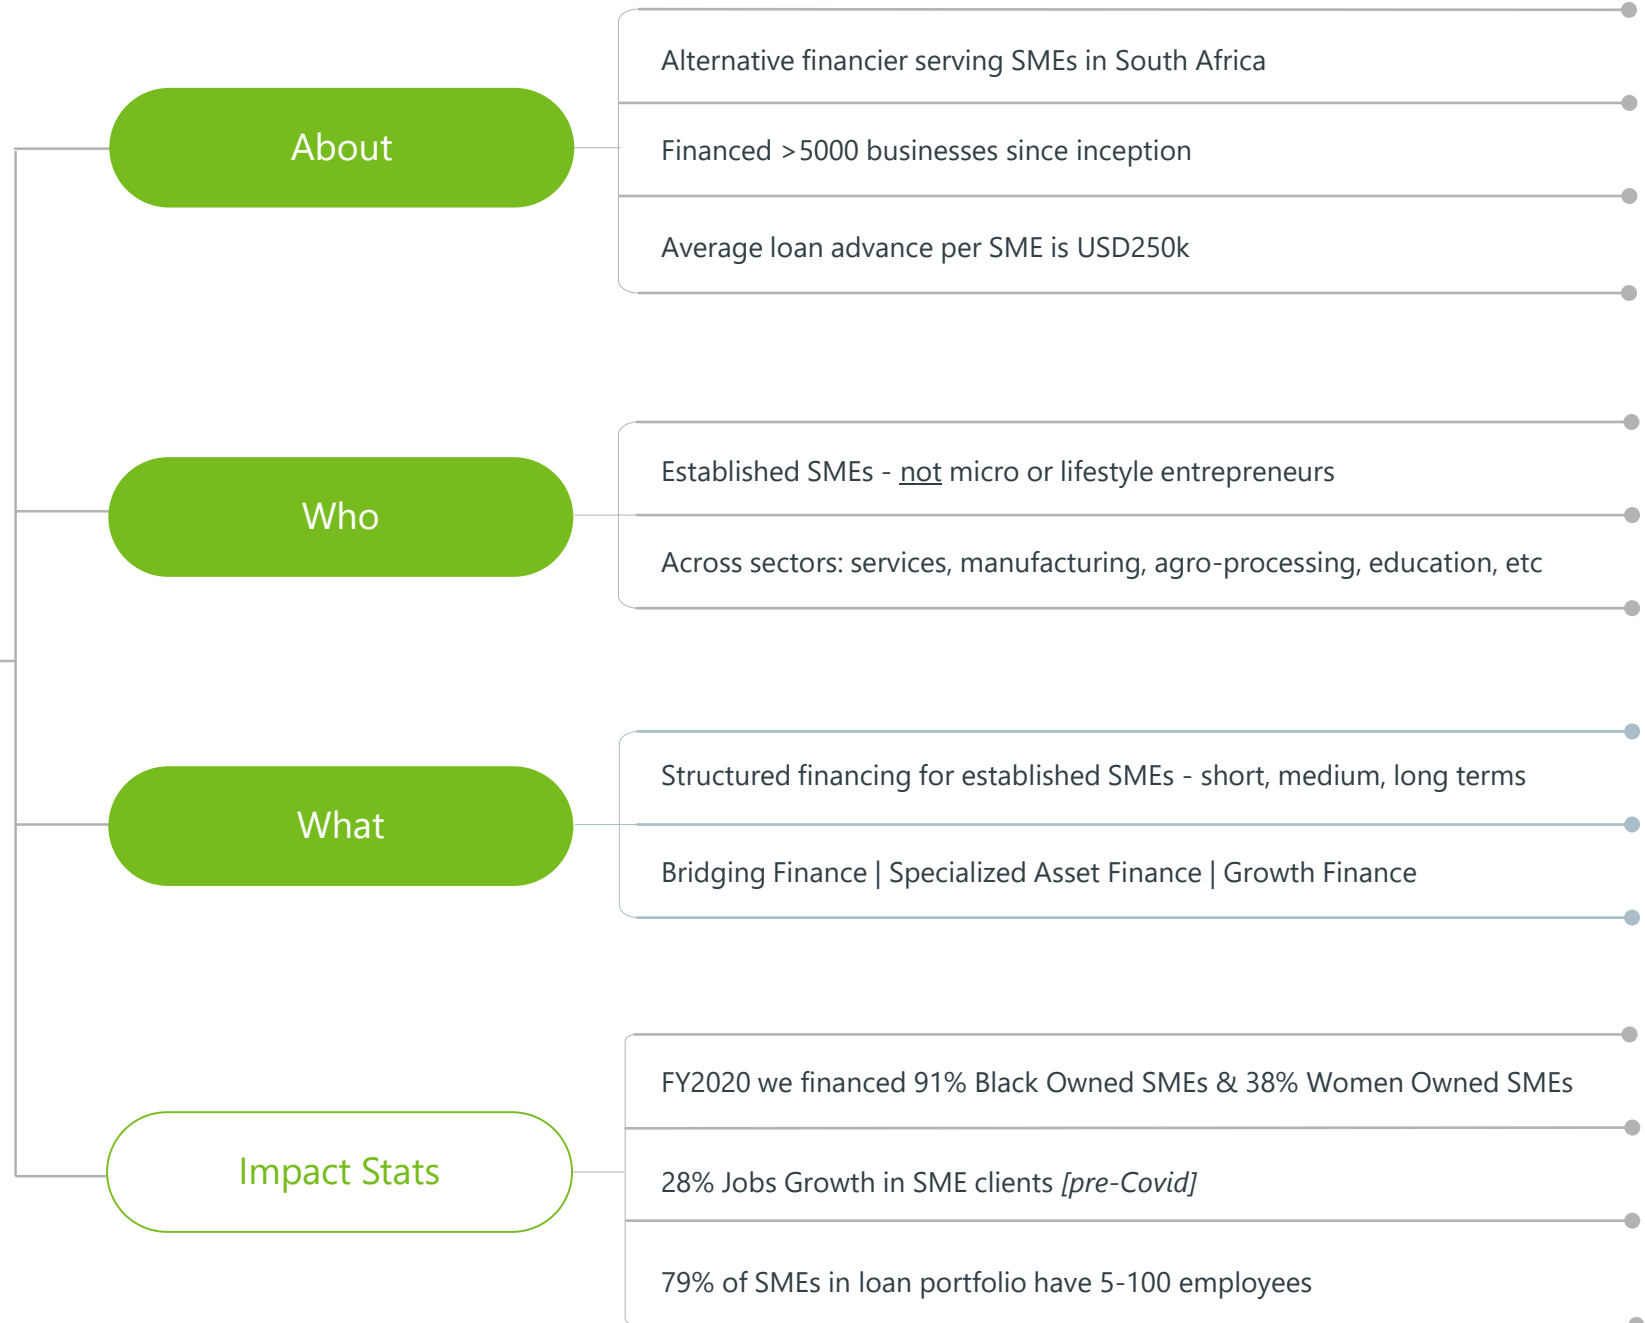 About
Alternative financier serving SMEs in South Africa
Financed >5000 businesses since inception
Average loan advance per SME is USD250k
Who
Established SMEs - not micro or lifestyle entrepreneurs
Across sectors: services, manufacturing, agro-processing, education, etc
What
Structured financing for established SMEs - short, medium, long terms
Bridging Finance | Specialized Asset Finance | Growth Finance
Impact Stats
FY2020 we financed 91% Black Owned SMEs & 38% Women Owned SMEs
28% Jobs Growth in SME clients [pre-Covid]
79% of SMEs in loan portfolio have 5-100 employees